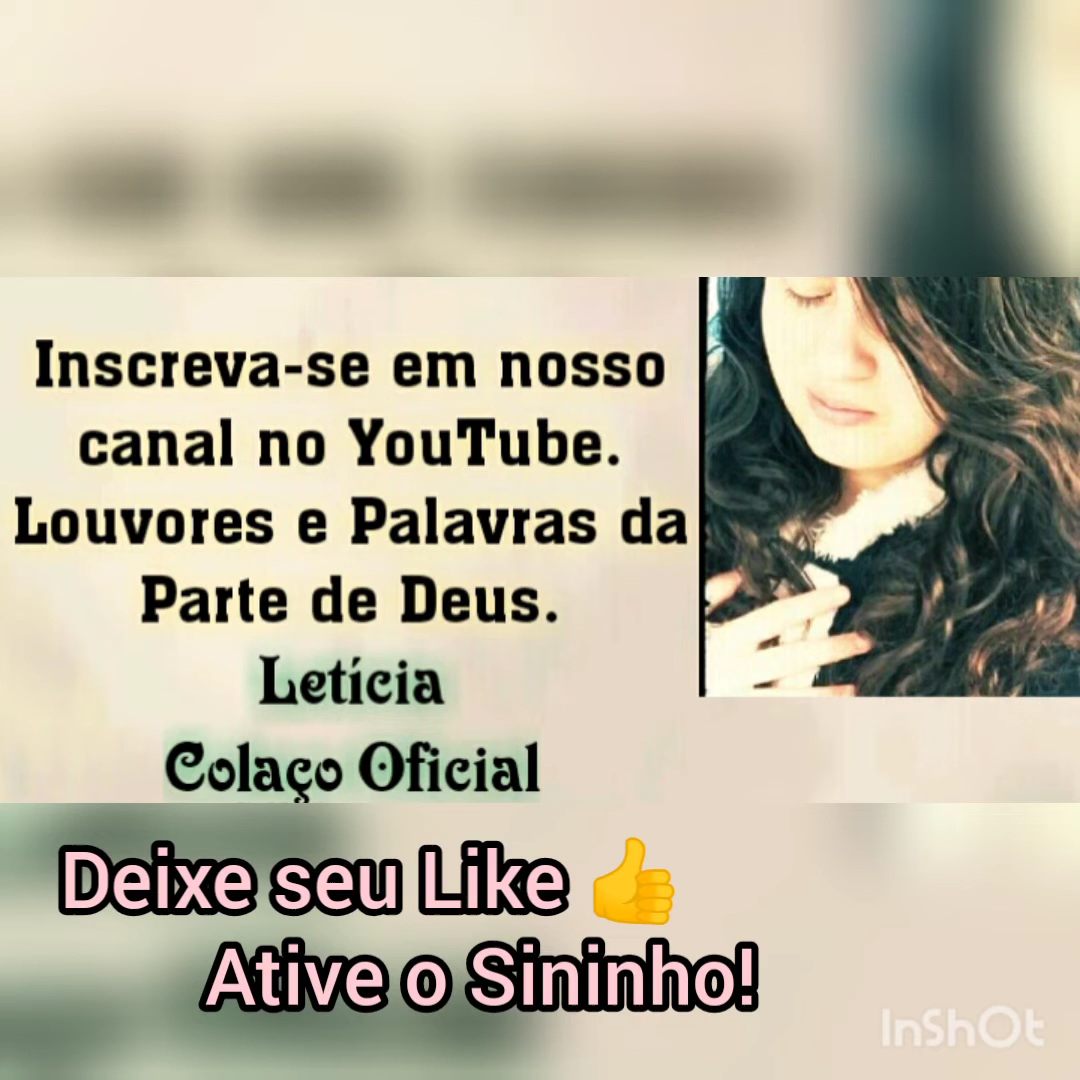 Inscreva-se em nosso
canal no YouTube.
Louvores e Palavras da
Parte de Deus.
Letícia
Colaço Oficial
Deixe seu Like 👍
Ative o Sininho!
InShOt